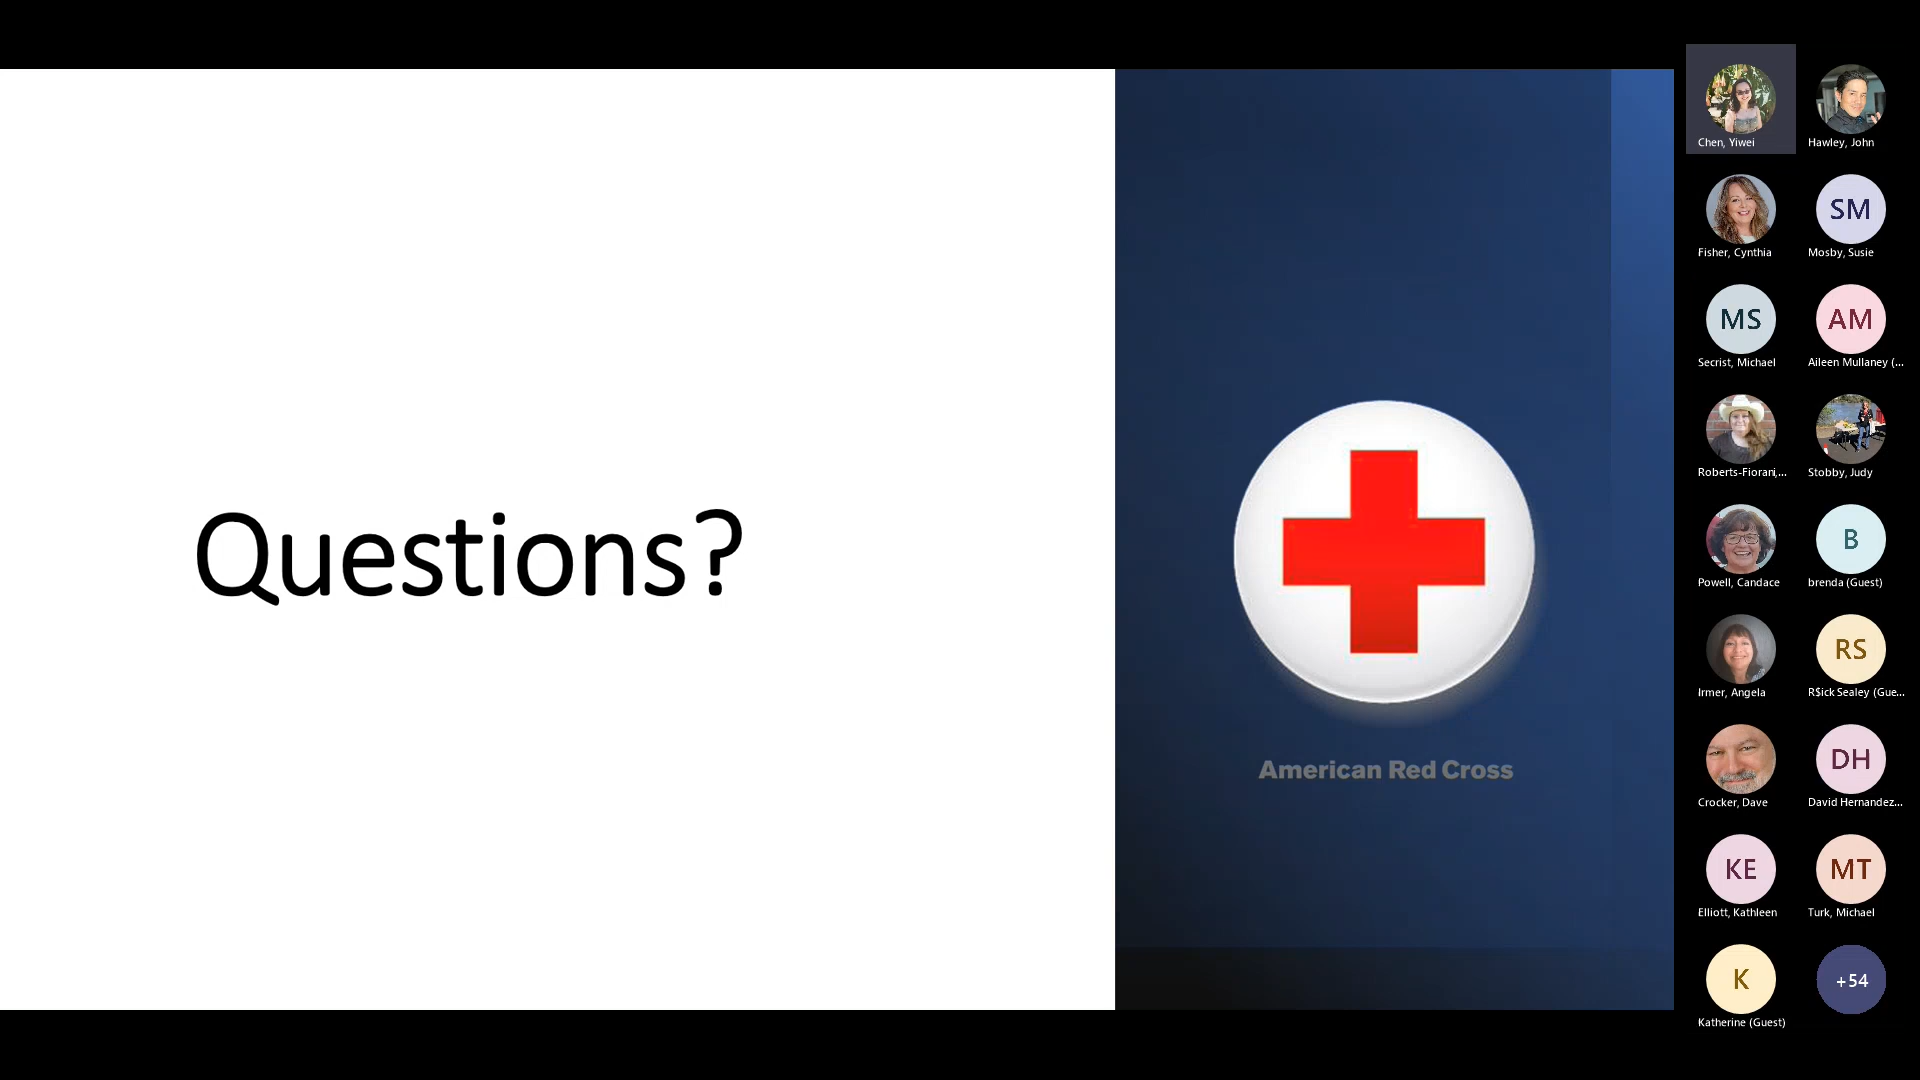 Questions?
American Red Cross
Chen, Yiwei
Hawley, John
Fisher, Cynthia
SM
Mosby, Susie
MS
Secrist, Michael
AM
Aileen Mullaney (...
Roberts-Fiorani,...
Stobby, Judy
Powell, Candace
B
brenda (Guest)
Irmer, Angela
RS
R$ick Sealey (Gue...
Crocker, Dave
DH
David Hernandez...
KE
Elliott, Kathleen
MT
Turk, Michael
K
Katherine (Guest)
+54